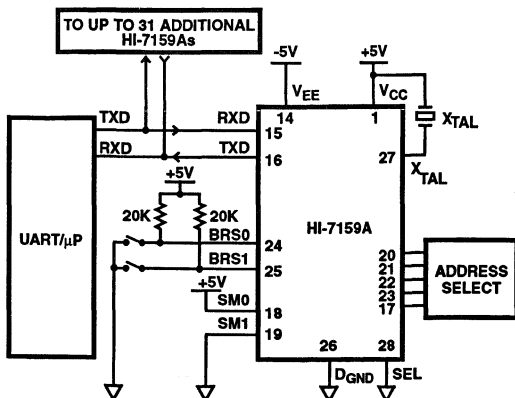 TO UP TO 31 ADDITIONAL
HI-7159As
-5V
+5V
VEE
VCC
TXD
RXD
14
1
XTAL
15
RXD
TXD
16
27
XTAL
+5V
20K
20K
HI-7159A
UART/μP
BRS0
24
BRS1
25
20
21
22
23
17
ADDRESS
SELECT
+5V
SM0
18
SM1
19
26
28
DGND
SEL